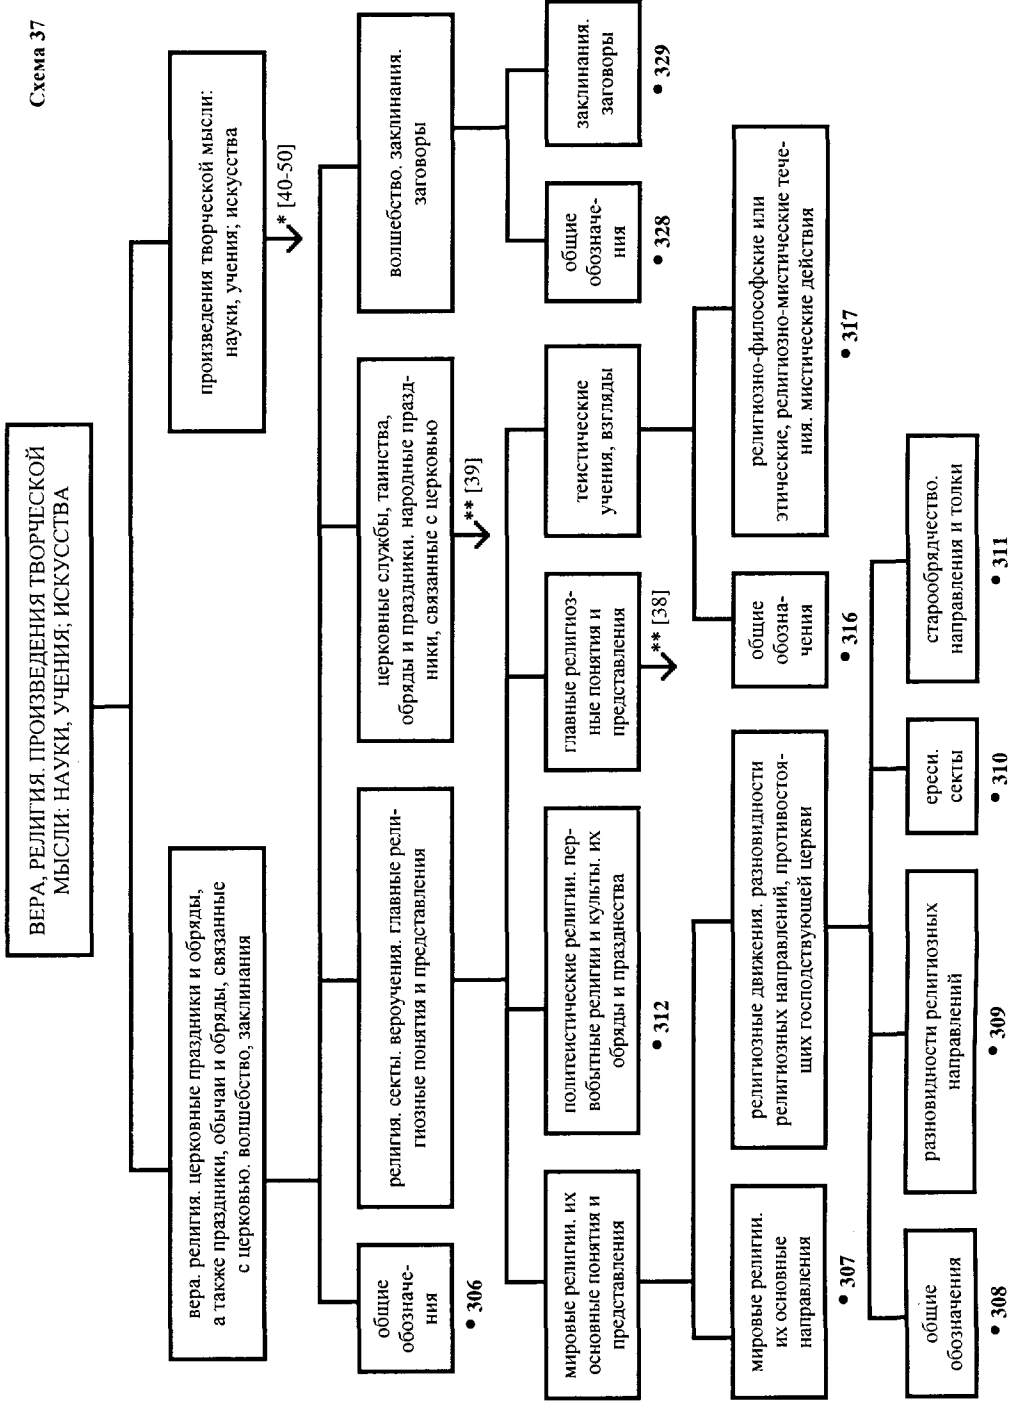 Схема 37
ВЕРА, РЕЛИГИЯ. ПРОИЗВЕДЕНИЯ ТВОРЧЕСКОЙ
МЫСЛИ: НАУКИ, УЧЕНИЯ; ИСКУССТВА
вера. религия. церковные праздники и обряды,
а также праздники, обычаи и обряды, связанные
с церковью. волшебство, заклинания
произведения творческой мысли:
науки, учения; искусства
* [40-50]
общие
обозначе-
ния
• 306
религия. секты. вероучения. главные рели-
гиозные понятия и представления
церковные службы, таинства,
обряды и праздники. народные празд-
ники, связанные с церковью
** [39]
волшебство. заклинания.
заговоры
мировые религии. их
основные понятия и
представления
политеистические религии. пер-
вобытные религии и культы. их
обряды и празднества
• 312
главные религиоз-
ные понятия и
представления
** [38]
теистические
учения, взгляды
общие
обозначе-
ния
• 328
заклинания.
заговоры
• 329
мировые религии.
их основные
направления
• 307
религиозные движения. разновидности
религиозных направлений, противостоя-
щих господствующей церкви
общие
обозна-
чения
• 316
религиозно-философские или
этические, религиозно-мистические тече-
ния. мистические действия
• 317
общие
обозначения
• 308
разновидности религиозных
направлений
• 309
ереси.
секты
• 310
старообрядчество.
направления и толки
• 311